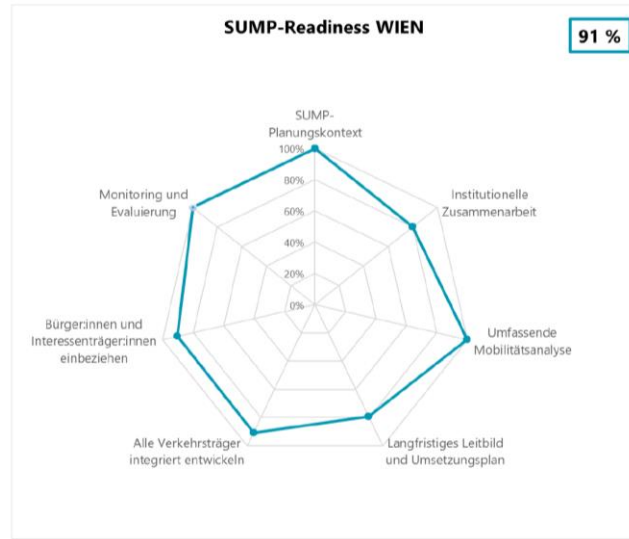 SUMP-Readiness WIEN
91 %
SUMP-
Planungskontext
100%
80%
60%
40%
20%
0%
Institutionelle
Zusammenarbeit
Umfassende
Mobilitätsanalyse
Langfristiges Leitbild
und Umsetzungsplan
Alle Verkehrsträger
integriert entwickeln
Bürger:innen und
Interessenträger:innen
einbeziehen
Monitoring und
Evaluierung